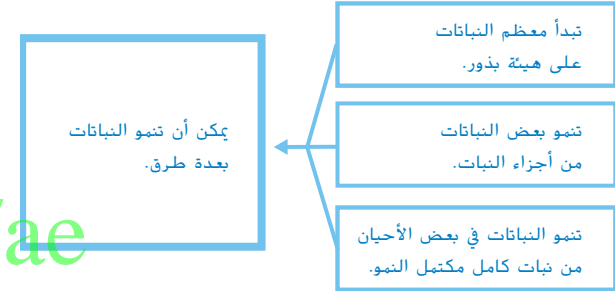 تبدأ معظم النباتات
على هيئة بذور.
تنمو بعض النباتات
من أجزاء النبات.
تنمو النباتات في بعض الأحيان
من نبات كامل مكتمل النمو.
يمكن أن تنمو النباتات
بعدة طرق.
/ae